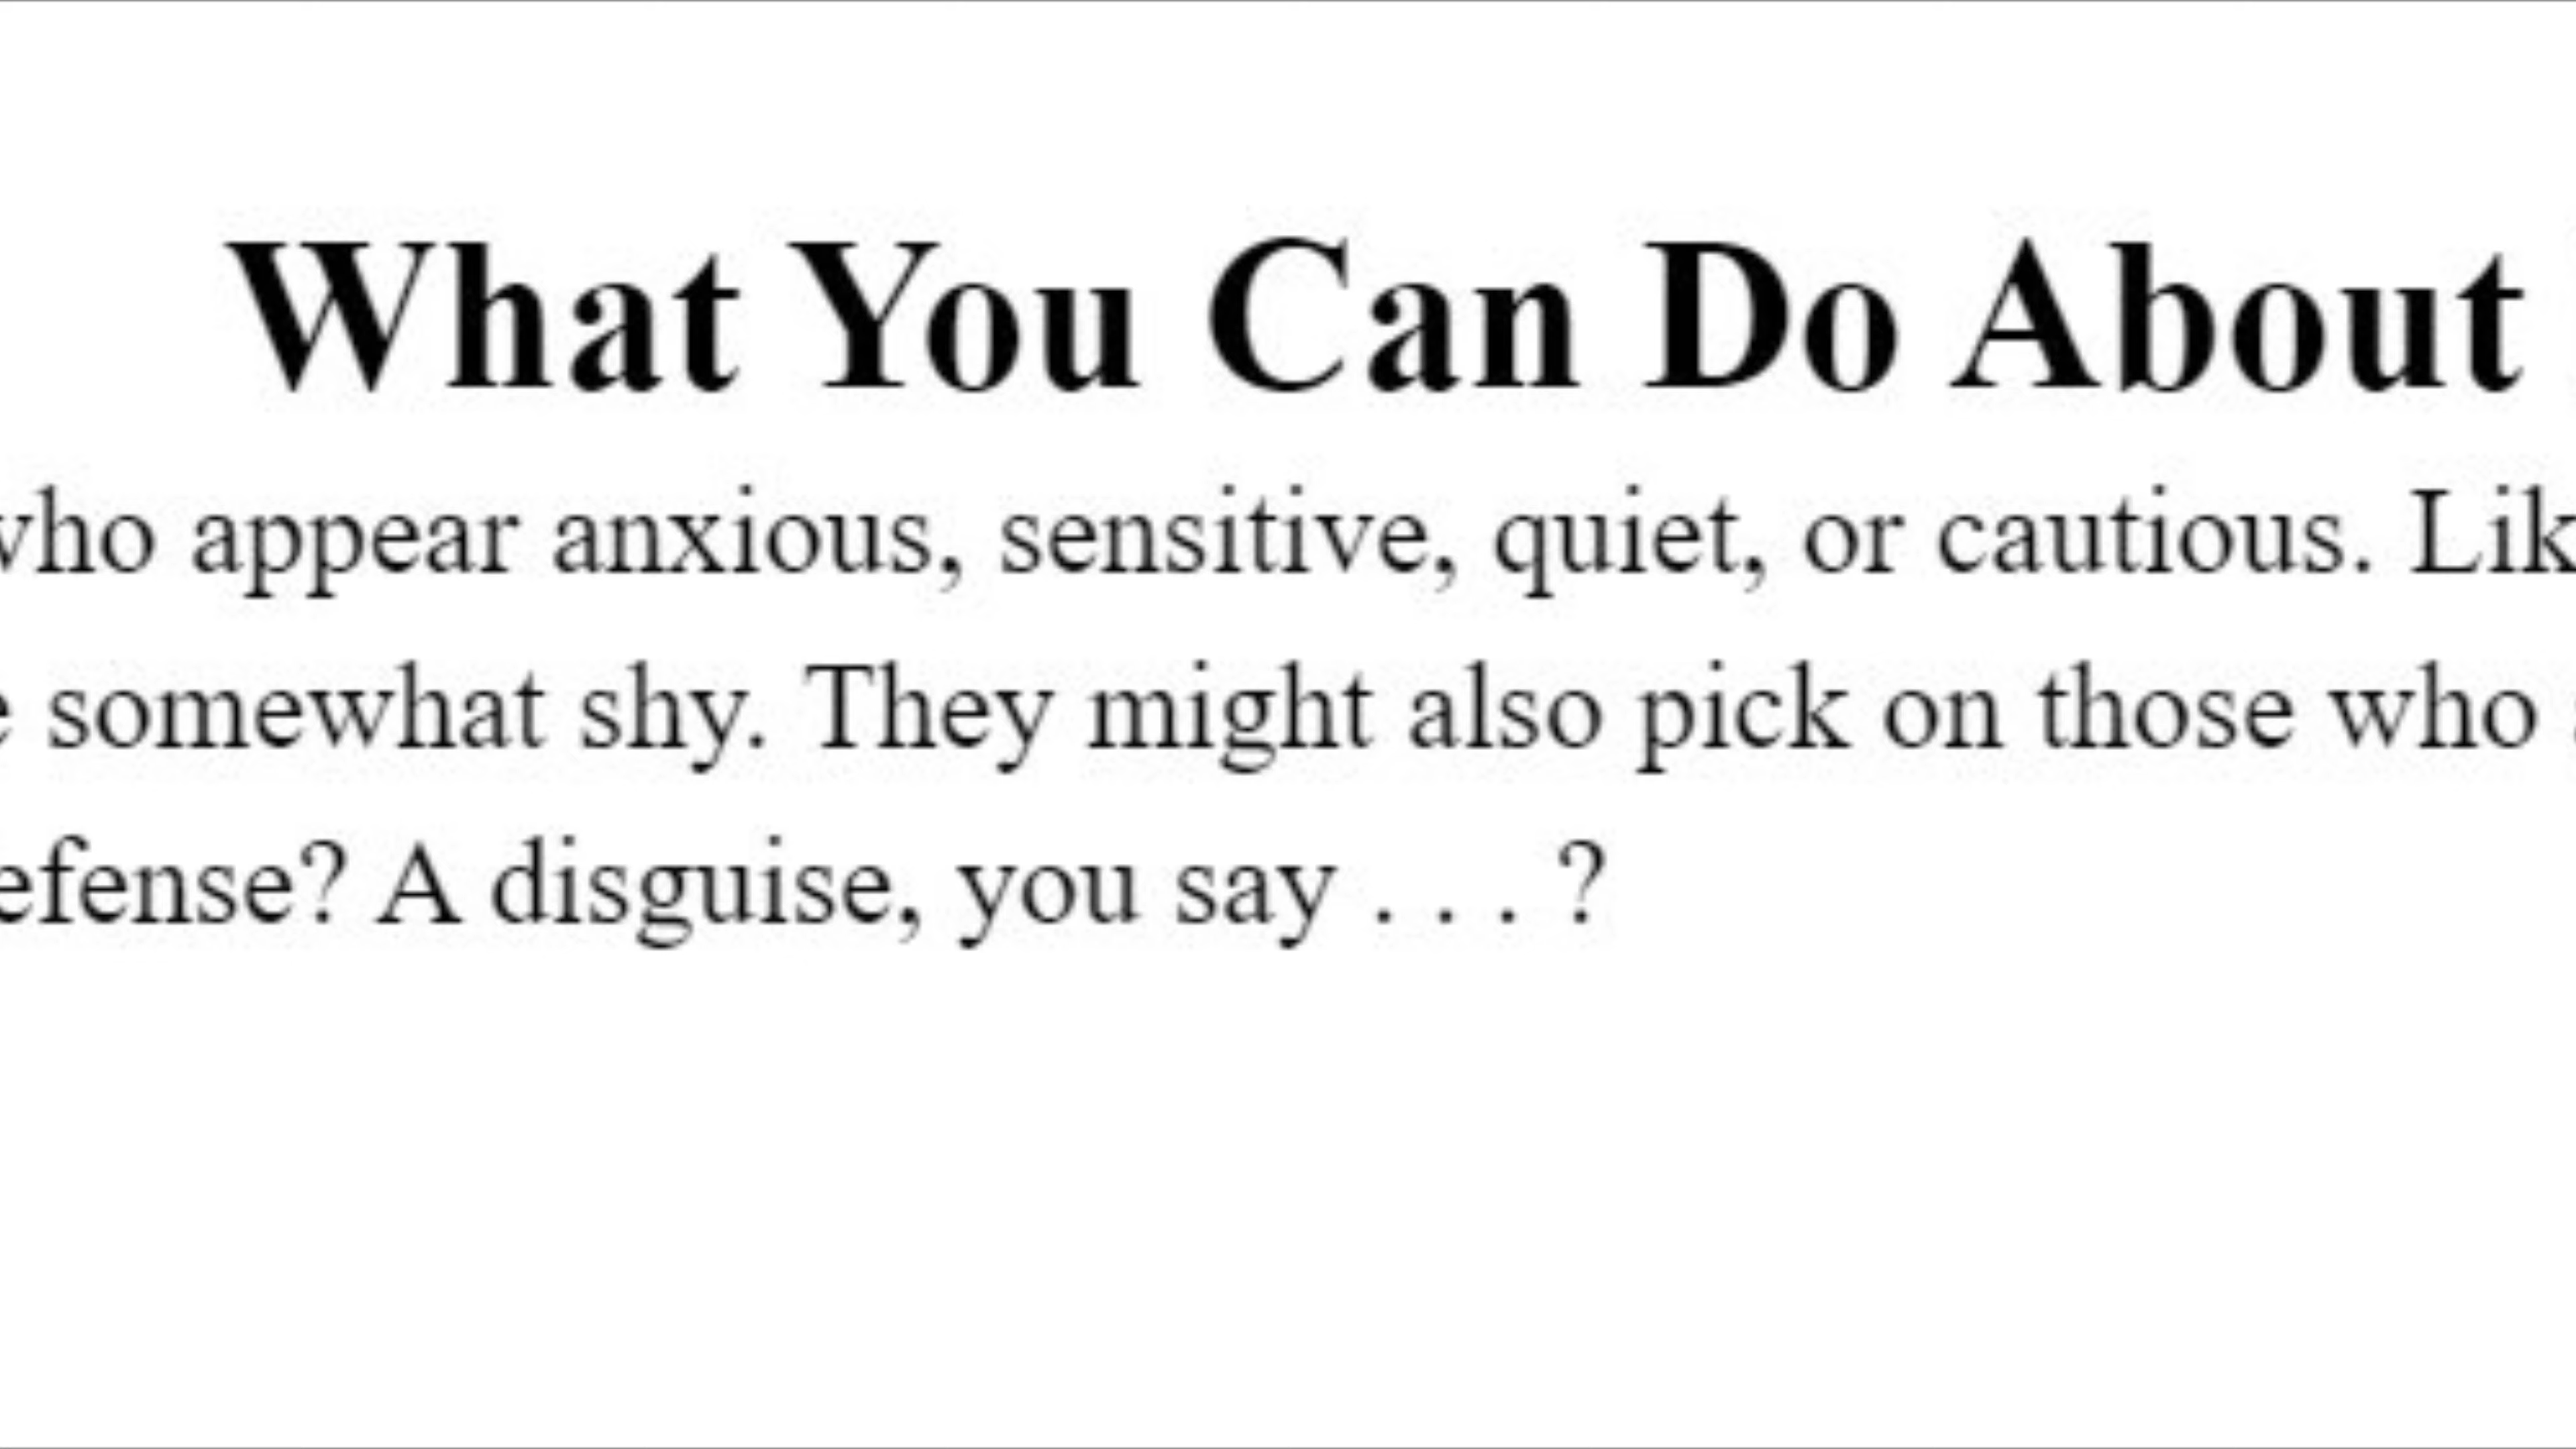 What You Can Do About
who appear anxious, sensitive, quiet, or cautious. Lik
somewhat shy. They might also pick on those who
efense? A disguise, you say . . . ?